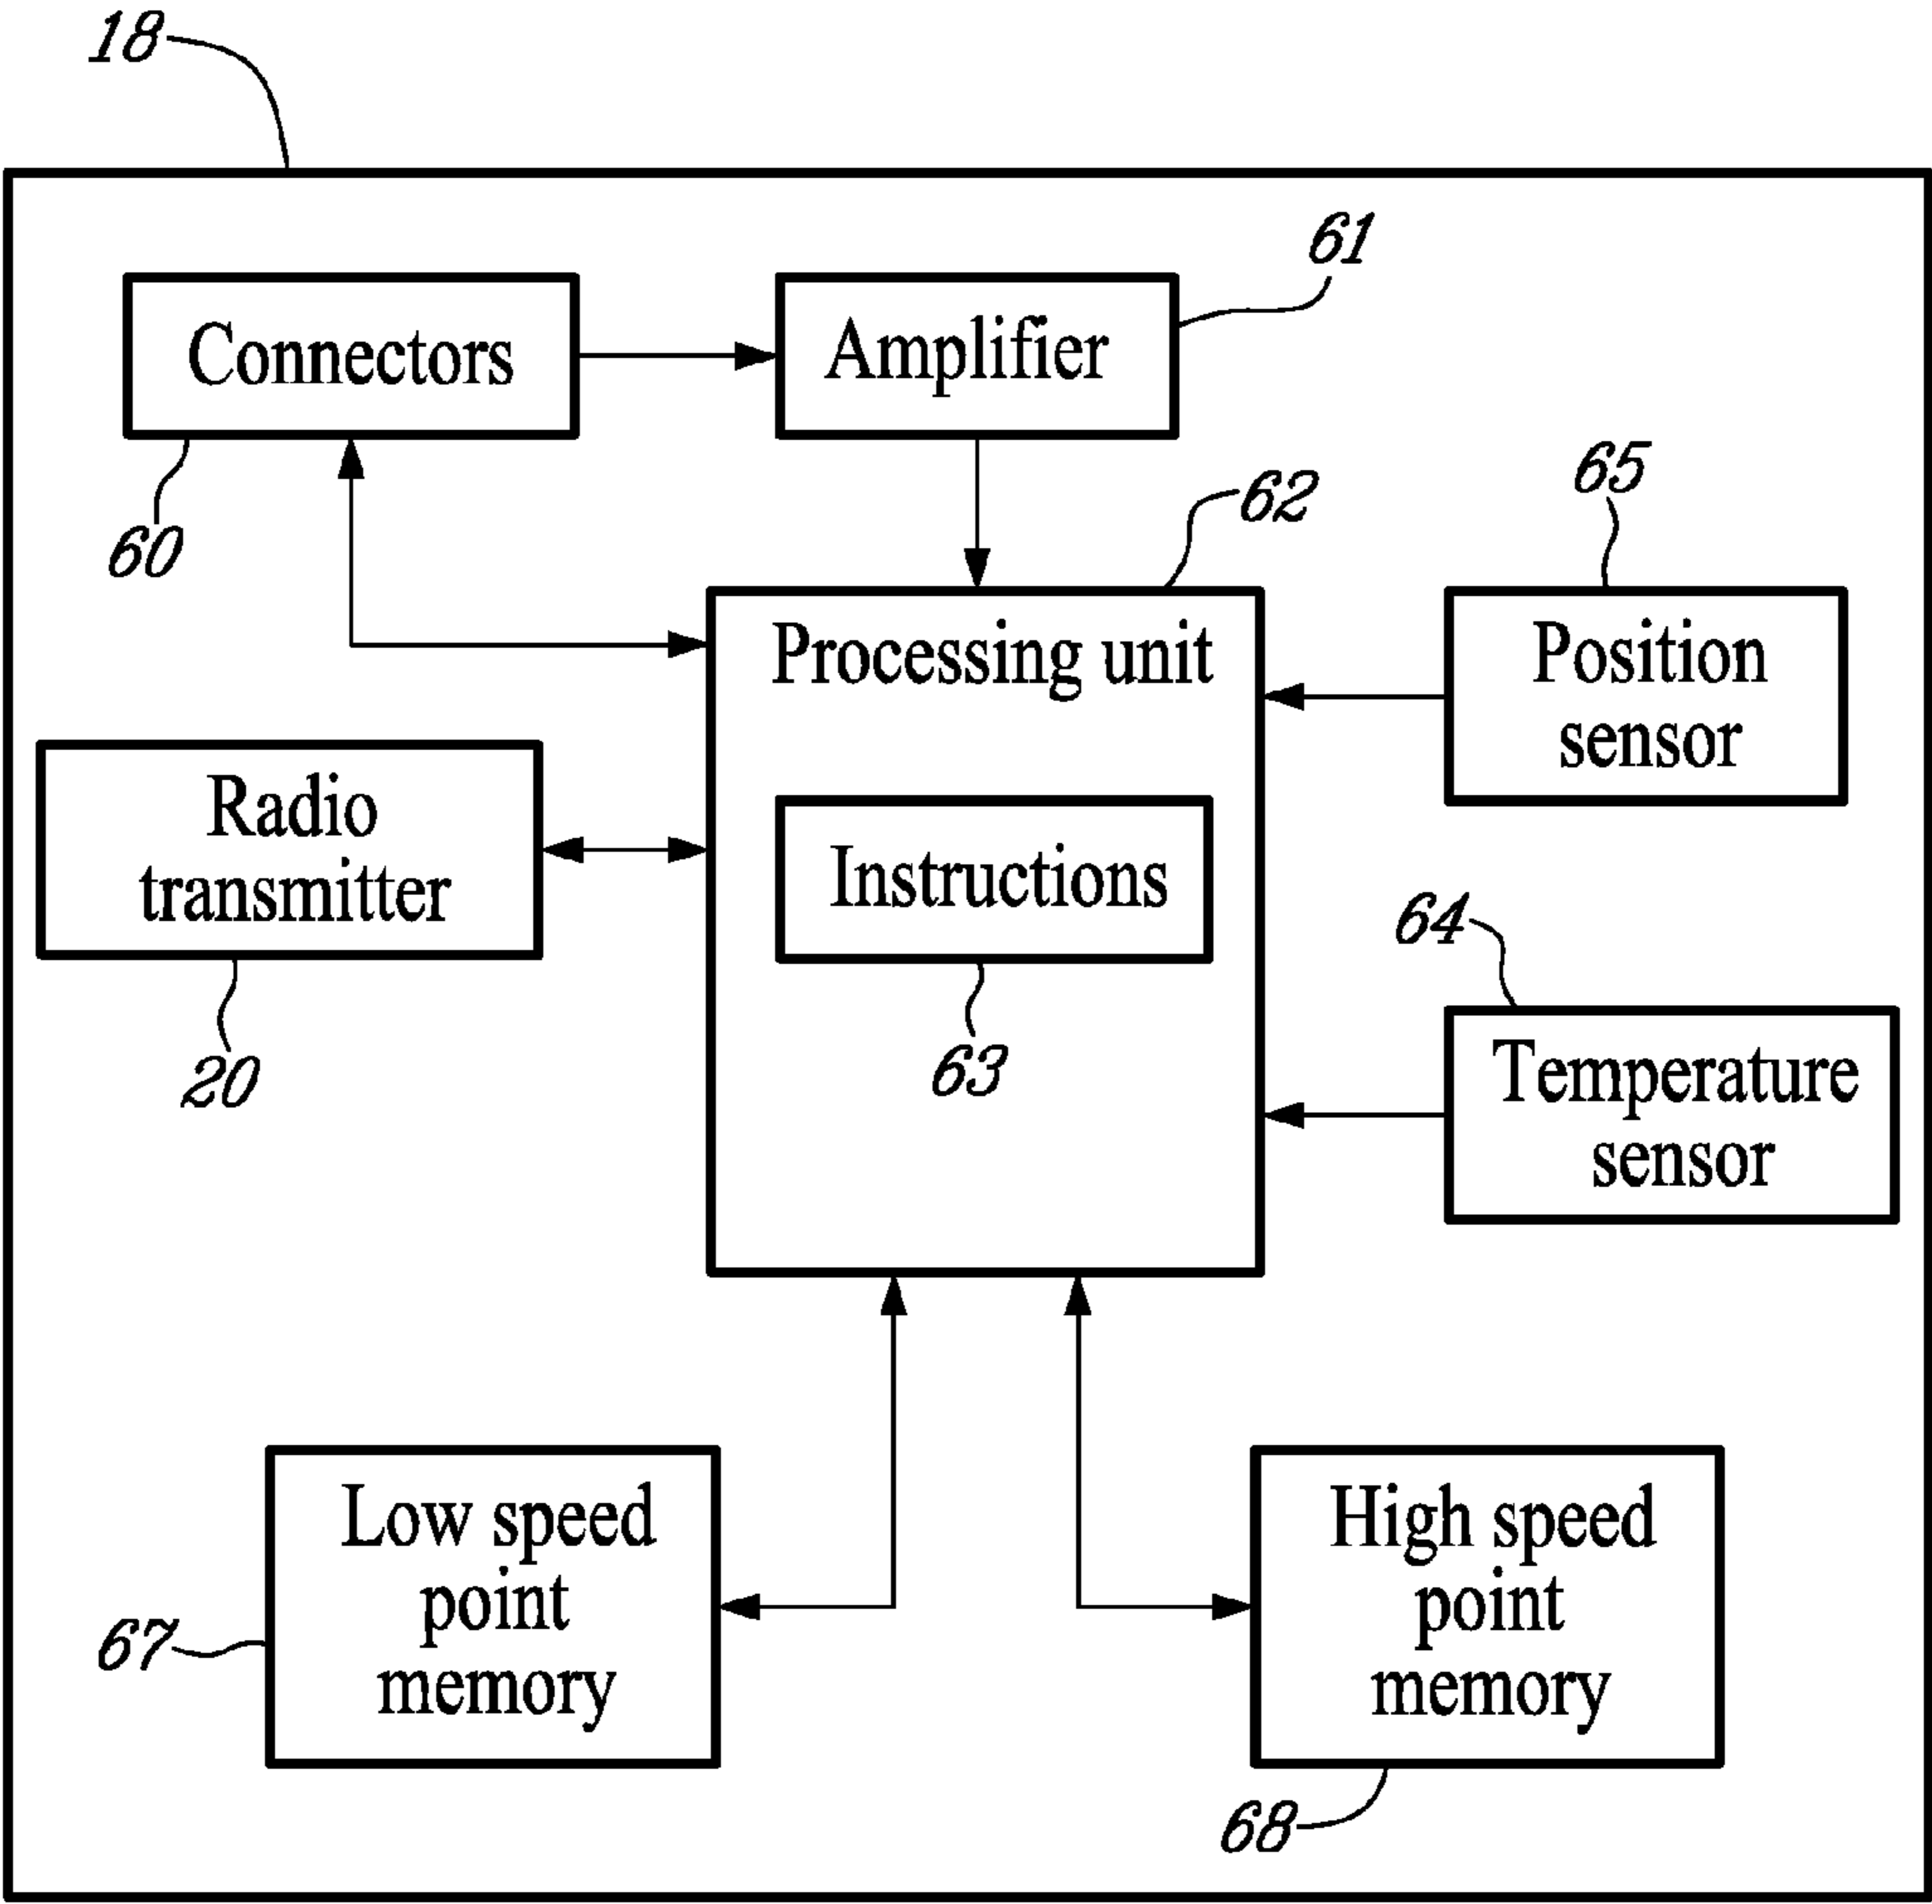 18
61
Connectors
Amplifier
60
62
65
Processing unit
Position
sensor
Radio
transmitter
Instructions
64
20
63
Temperature
sensor
Low speed
point
memory
67
High speed
point
memory
68